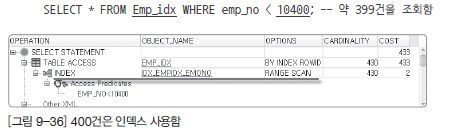 SELECT * FROM Emp_idx WHERE emp_no < 10400; -- 약 399건을 조회함
OPERATION OBJECT_NAME OPTIONS CARDINALITY COST
SELECT STATEMENT 433
TABLE ACCESS EMP_IDX BY INDEX ROWID 430 433
INDEX IDX_EMPIDX_EMPNO RANGE SCAN 430 2
Access Predicates
EMP_NO<10400
Other XML
[그림 9-36] 400건은 인덱스 사용함